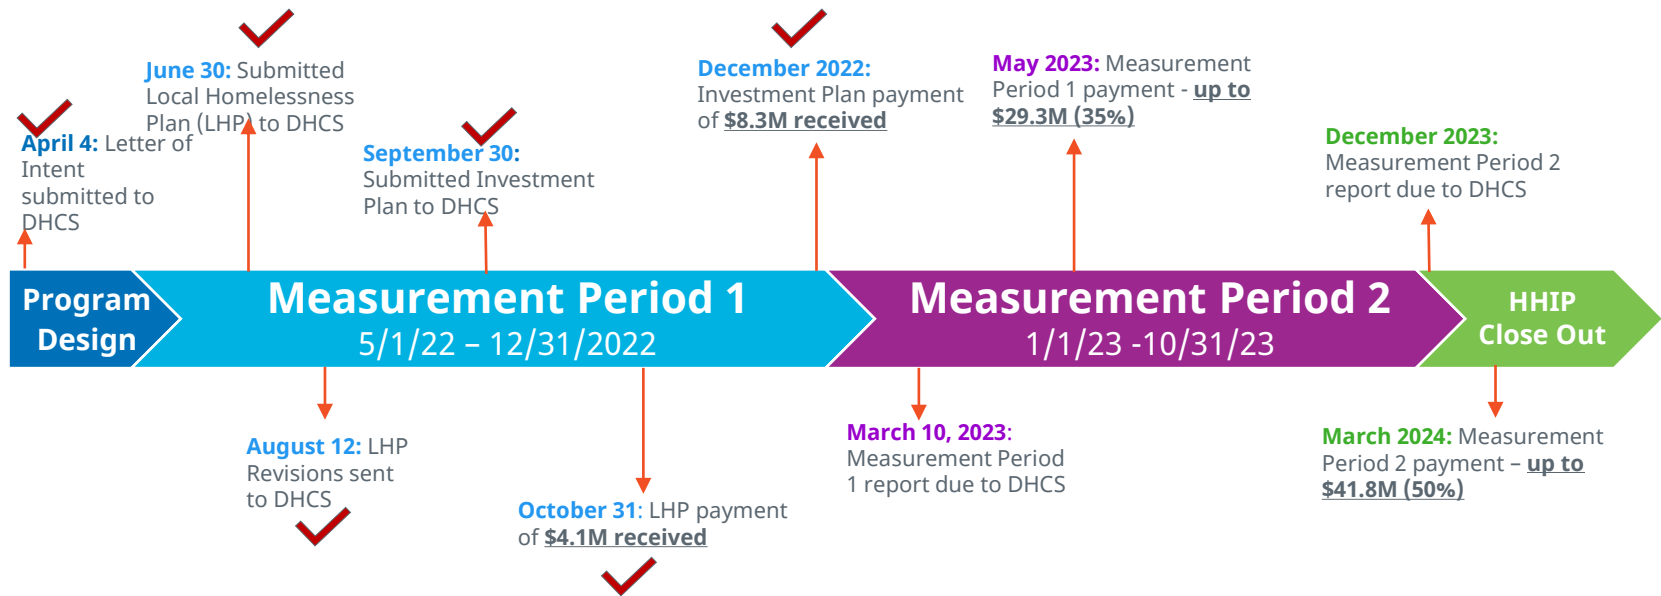 June 30: Submitted
Local Homelessness
Plan (LHP) to DHCS
December 2022:
Investment Plan payment
of $8.3M received
May 2023: Measurement
Period 1 payment - up to
$29.3M (35%)
April 4: Letter of
Intent
submitted to
DHCS
September 30:
Submitted Investment
Plan to DHCS
December 2023:
Measurement Period 2
report due to DHCS
Program
Design
Measurement Period 1
5/1/22 – 12/31/2022
Measurement Period 2
1/1/23 -10/31/23
HHIP
Close Out
August 12: LHP
Revisions sent
to DHCS
October 31: LHP payment
of $4.1M received
March 10, 2023:
Measurement Period
1 report due to DHCS
March 2024: Measurement
Period 2 payment – up to
$41.8M (50%)